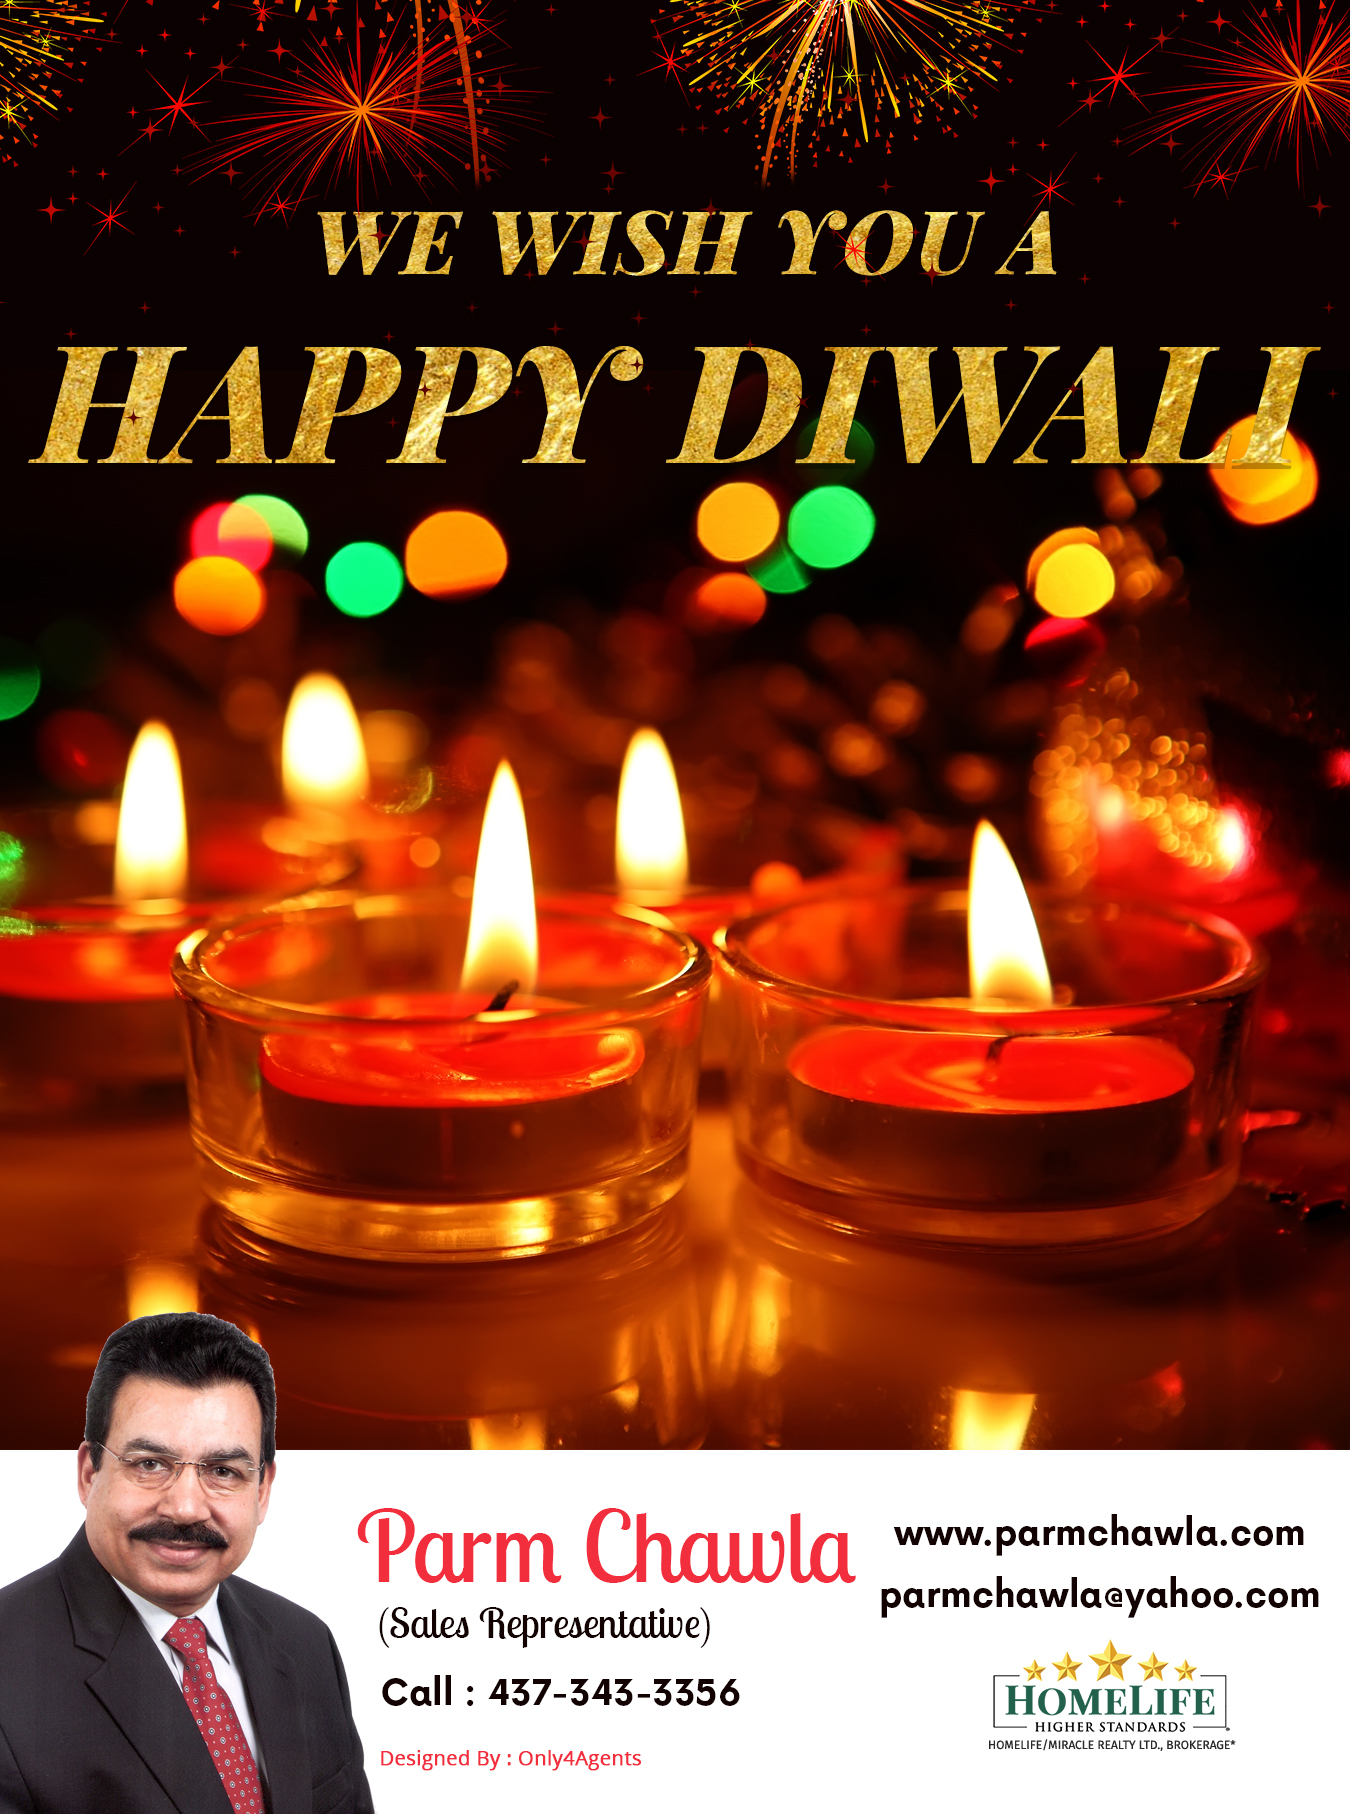 WE WISH YOU A
HAPPY DIWALI
Parm Chawla
(Sales Representative)
Call : 437-343-3356
Designed By : Only4Agents
www.parmchawla.com
parmchawla@yahoo.com
HOMELIFE
HIGHER STANDARDS
HOMELIFE/MIRACLE REALTY LTD., BROKERAGE*